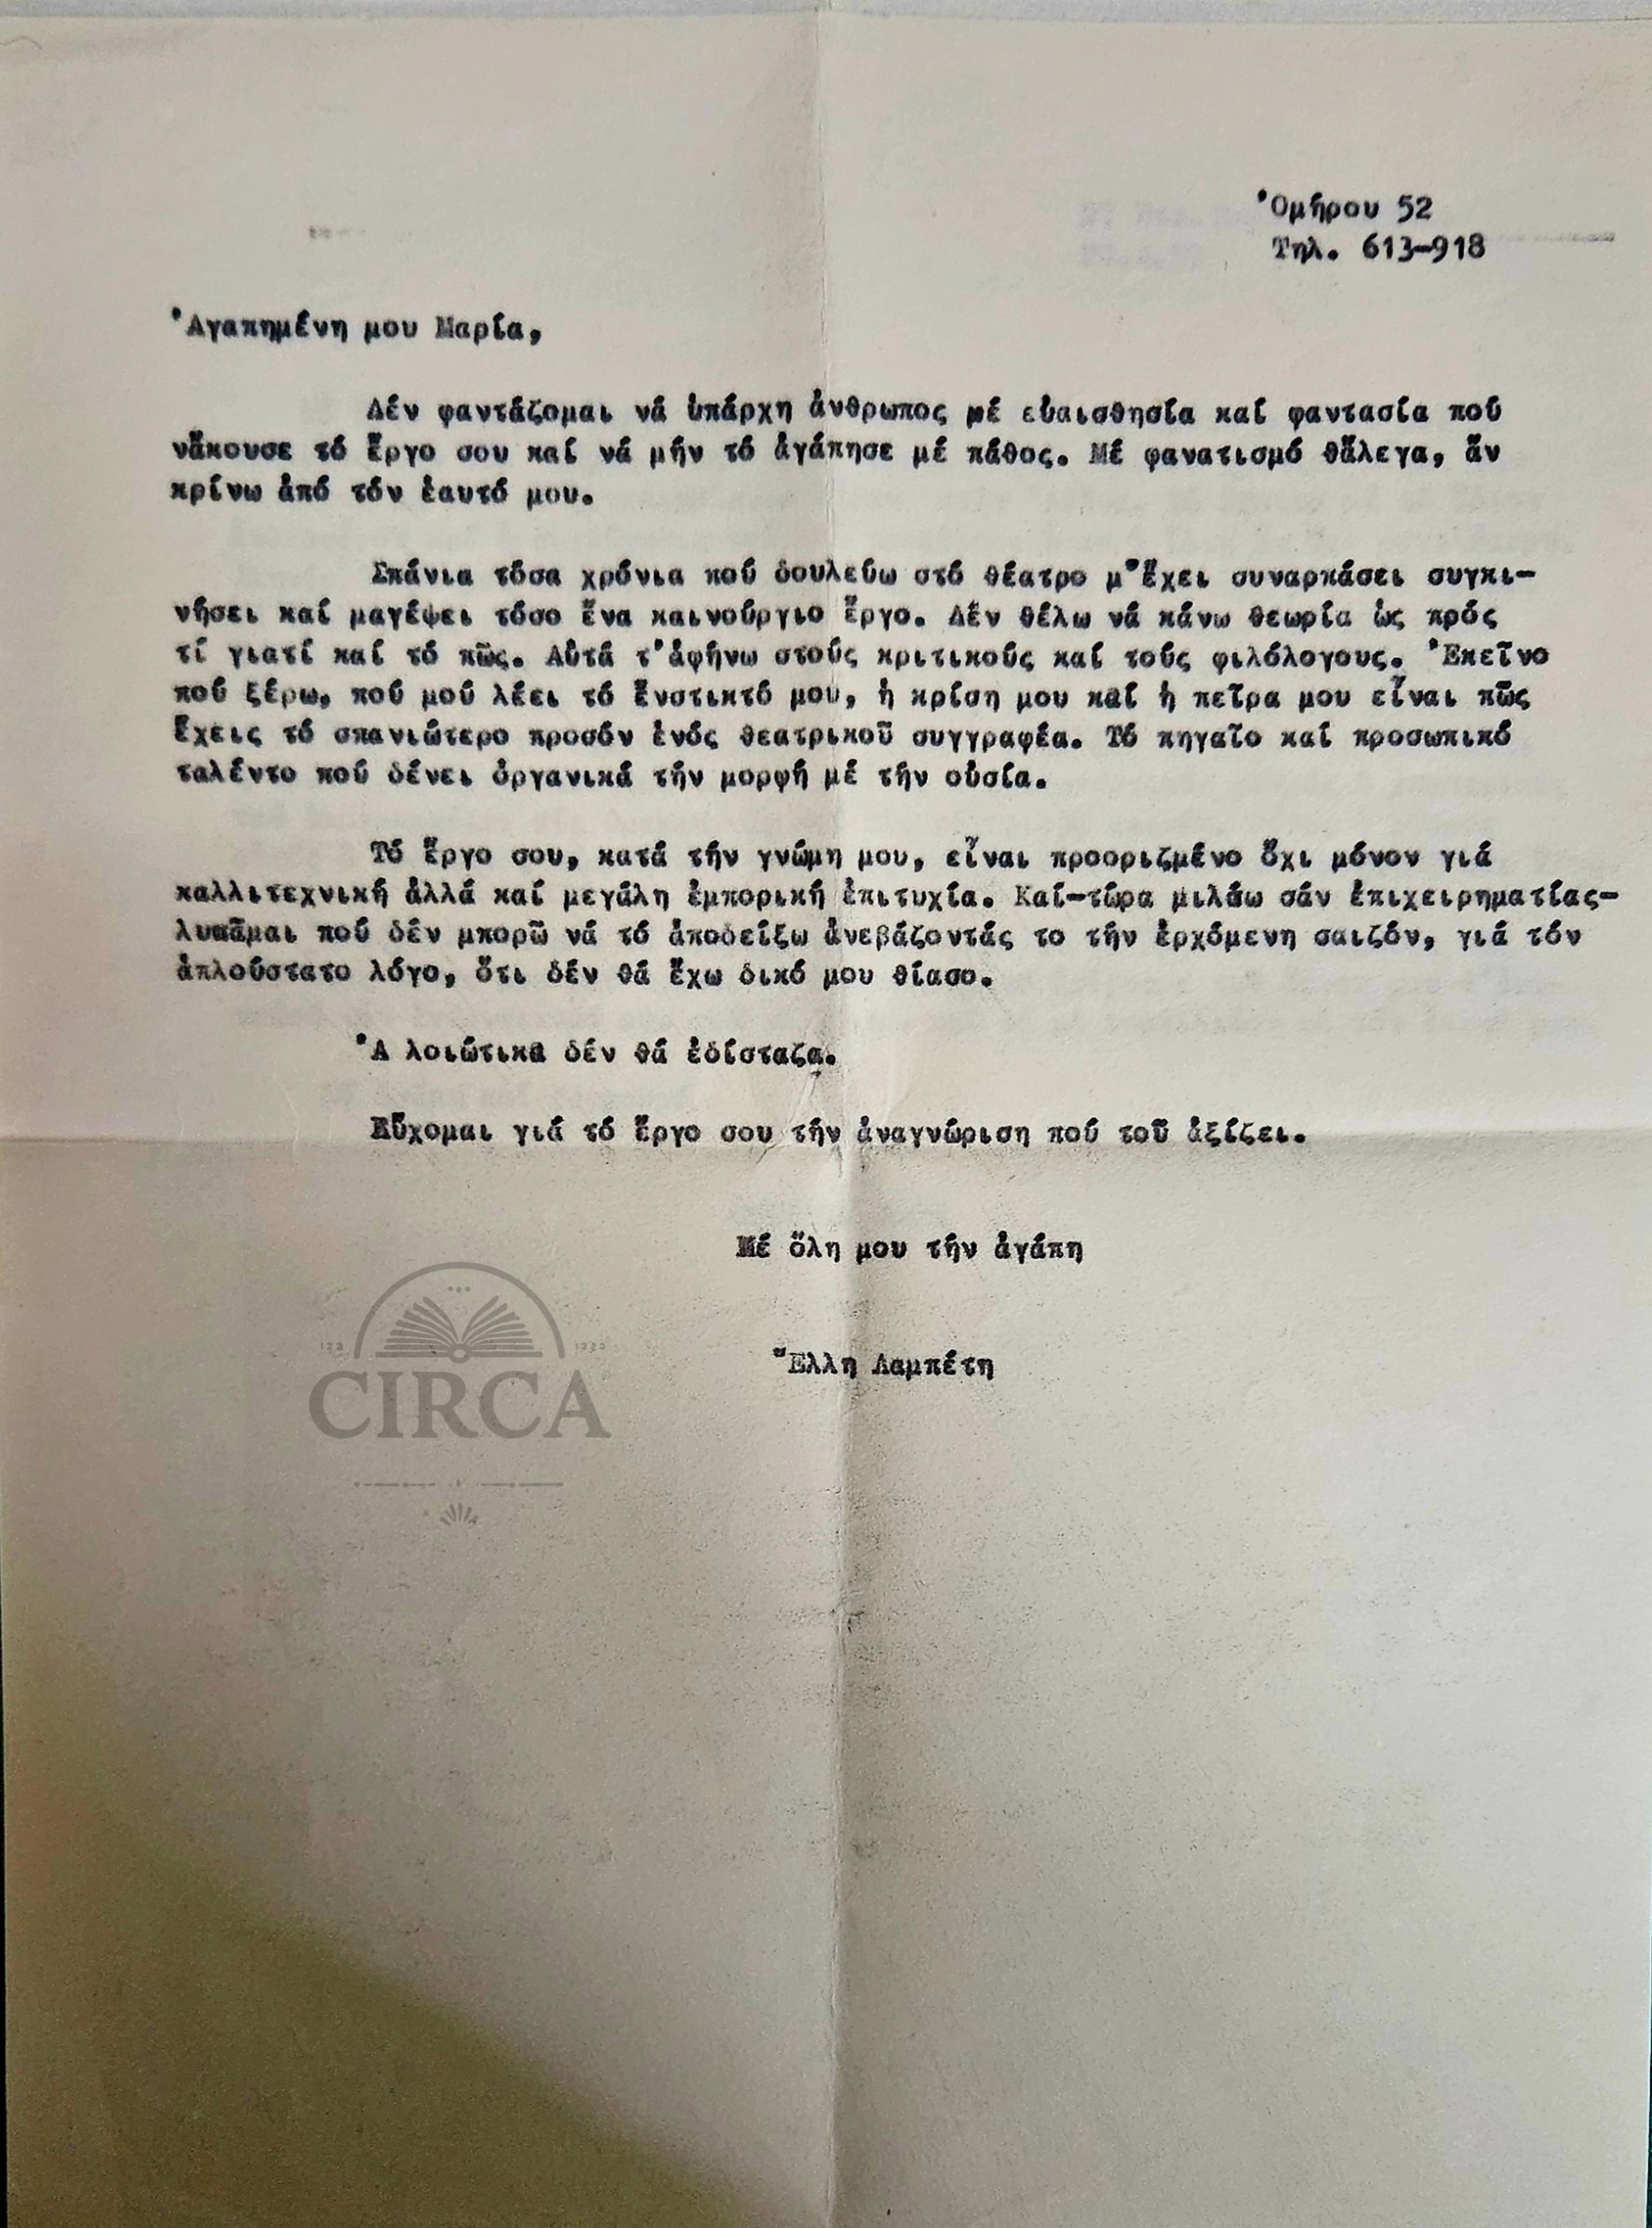 Ὁμήρου 52
Τηλ. 613-918
Ἀγαπημένη μου Μαρία,
Δέν φαντάζομαι νά ὑπάρχη ἄνθρωπος μέ εὐαισθησία καί φαντασία πού
νἄκουσε τό ἔργο σου καί νά μήν τό ἀγάπησε μέ πάθος. Μέ φανατισμό θἄλεγα, ἄν
κρίνω ἀπό τόν ἑαυτό μου.
Σπάνια τόσα χρόνια πού δουλεύω στό θέατρο μ'ἔχει συναρπάσει συγκι-
νήσει καί μαγέψει τόσο ἕνα καινούργιο ἔργο. Δέν θέλω νά κάνω θεωρία ὡς πρός
τί γιατί καί τό πῶς. Αὐτά τ'ἀφήνω στούς κριτικούς καί τούς φιλόλογους. Ἐκεῖνο
πού ξέρω, πού μού λέει τό ἔνστικτό μου, ἡ κρίση μου καί ἡ πεῖρα μου εἶναι πῶς
ἔχεις τό σπανιώτερο προσόν ἑνός θεατρικοῦ συγγραφέα. Τό πηγαῖο καί προσωπικό
ταλέντο πού δένει ὀργανικά τήν μορφή μέ τήν οὐσία.
Τό ἔργο σου, κατά τήν γνώμη μου, εἶναι προοριζμένο ὄχι μόνον γιά
καλλιτεχνική ἀλλά καί μεγάλη ἐμπορική ἐπιτυχία. Καί-τώρα μιλάω σάν ἐπιχειρηματίας-
λυπᾶμαι πού δέν μπορῶ νά τό ἀποδείξω ἀνεβάζοντάς το τήν ἐρχόμενη σαιζόν, γιά τόν
ἁπλούστατο λόγο, ὅτι δέν θά ἔχω δικό μου θίασο.
Ἀ λοιώτικα δέν θά ἐδίσταζα.
Εὔχομαι γιά τό ἔργο σου τήν ἀναγνώριση πού τοῦ ἀξίζει.
Μέ ὅλη μου τήν ἀγάπη
Ἔλλη Λαμπέτη
CIRCA